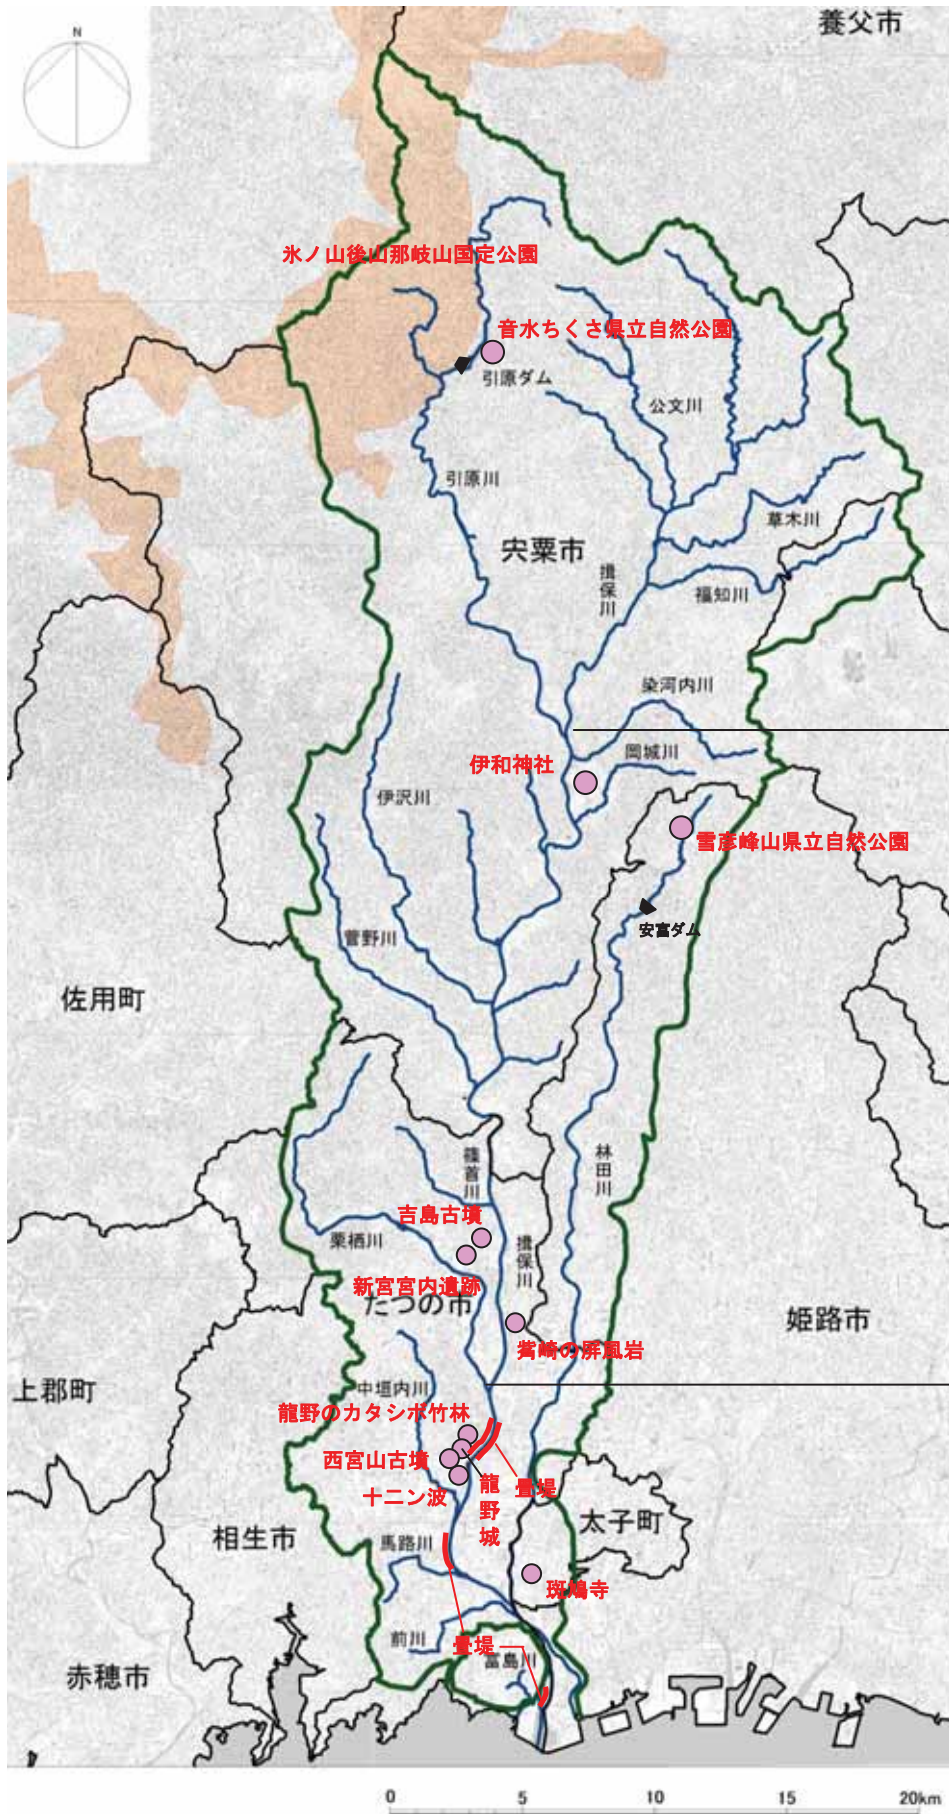 養父市
N
氷ノ山後山那岐山国定公園
音水ちくさ県立自然公園
引原ダム
公文川
引原川
草木川
宍粟市
揖保川
福知川
染河内川
岡城川
伊和神社
伊沢川
雪彦峰山県立自然公園
安富ダム
菅野川
佐用町
篠首川
林田川
吉島古墳
栗栖川
揖保川
新宮宮内遺跡
たつの市
姫路市
觜崎の屏風岩
上郡町
中垣内川
龍野のカタシボ竹林
西宮山古墳
龍野城
畳堤
十二ン波
太子町
相生市
馬路川
斑鳩寺
前川
畳堤
富島川
赤穂市
0 5 10 15 20km